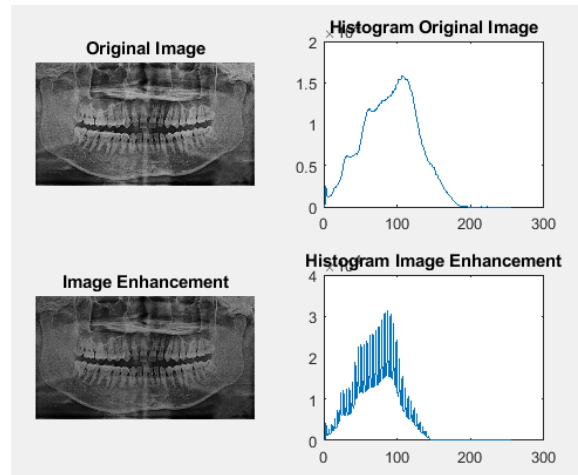 Original Image
Histogram Original Image
2
1.5
1
0.5
0
0 100 200 300
Image Enhancement
Histogram Image Enhancement
4
3
2
1
0
0 100 200 300